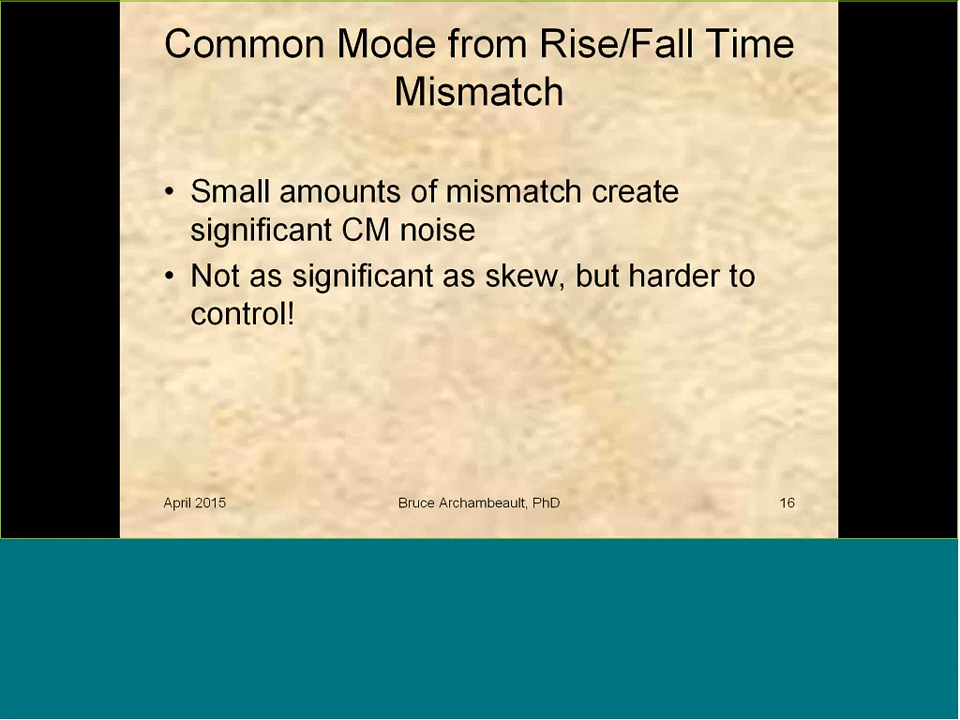 Common Mode from Rise/Fall Time
Mismatch
• Small amounts of mismatch create
significant CM noise
• Not as significant as skew, but harder to
control!
April 2015 Bruce Archambeault, PhD 16